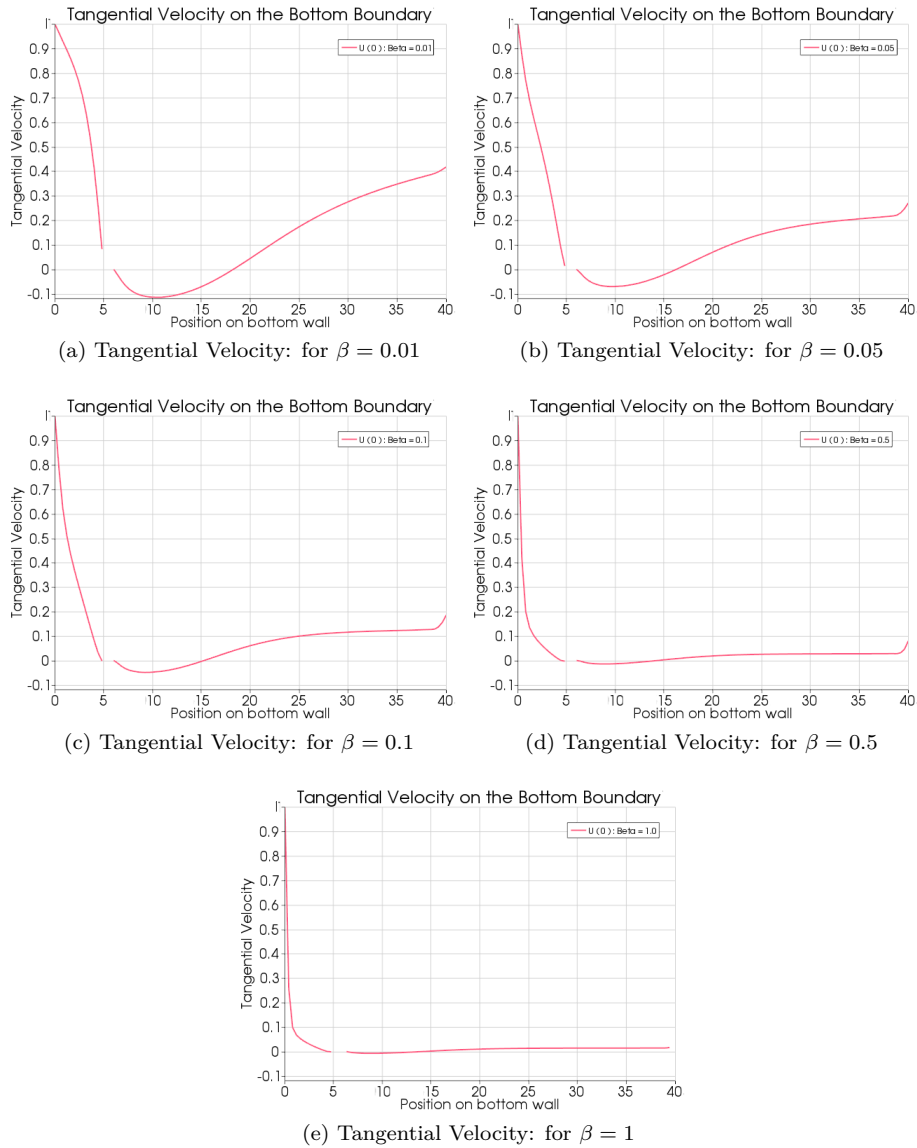 Tangential Velocity on the Bottom Boundary
U ( 0 ) : Beta = 0.01
Tangential Velocity
0.9
0.8
0.7
0.6
0.5
0.4
0.3
0.2
0.1
0
-0.1
0 5 10 15 20 25 30 35 40
Position on bottom wall
(a) Tangential Velocity: for β = 0.01
Tangential Velocity on the Bottom Boundary
U ( 0 ) : Beta = 0.05
Tangential Velocity
0.9
0.8
0.7
0.6
0.5
0.4
0.3
0.2
0.1
0
-0.1
0 5 10 15 20 25 30 35 40
Position on bottom wall
(b) Tangential Velocity: for β = 0.05
Tangential Velocity on the Bottom Boundary
U ( 0 ) : Beta = 0.1
Tangential Velocity
0.9
0.8
0.7
0.6
0.5
0.4
0.3
0.2
0.1
0
-0.1
0 5 10 15 20 25 30 35 40
Position on bottom wall
(c) Tangential Velocity: for β = 0.1
Tangential Velocity on the Bottom Boundary
U ( 0 ) : Beta = 0.5
Tangential Velocity
0.9
0.8
0.7
0.6
0.5
0.4
0.3
0.2
0.1
0
-0.1
0 5 10 15 20 25 30 35 40
Position on bottom wall
(d) Tangential Velocity: for β = 0.5
Tangential Velocity on the Bottom Boundary
U ( 0 ) : Beta = 1.0
Tangential Velocity
0.9
0.8
0.7
0.6
0.5
0.4
0.3
0.2
0.1
0
-0.1
0 5 10 15 20 25 30 35 40
Position on bottom wall
(e) Tangential Velocity: for β = 1